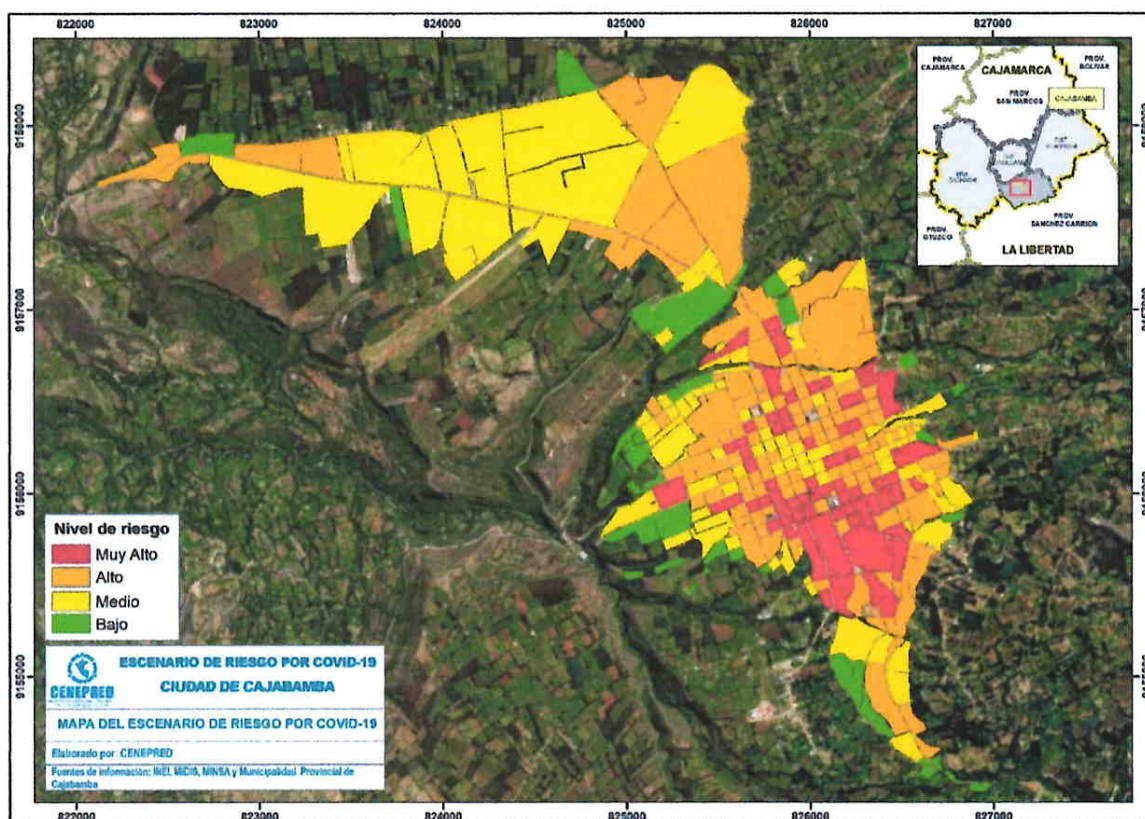 822000 823000 824000 825000 826000 827000
9158000
9157000
9156000
9155000
PROV. CAJAMARCA
CAJAMARCA
PROV. BOLIVAR
PROV. SAN MARCOS
CAJABAMBA
PROV. SANCHEZ CARRION
LA LIBERTAD
Nivel de riesgo
Muy Alto
Alto
Medio
Bajo
CENEPRED
ESCENARIO DE RIESGO POR COVID-19
CIUDAD DE CAJABAMBA
MAPA DEL ESCENARIO DE RIESGO POR COVID-19
Elaborado por: CENEPRED
Fuentes de información: INEI, MIDIS, MINSA y Municipalidad Provincial de
Cajabamba
822000 823000 824000 825000 826000 827000